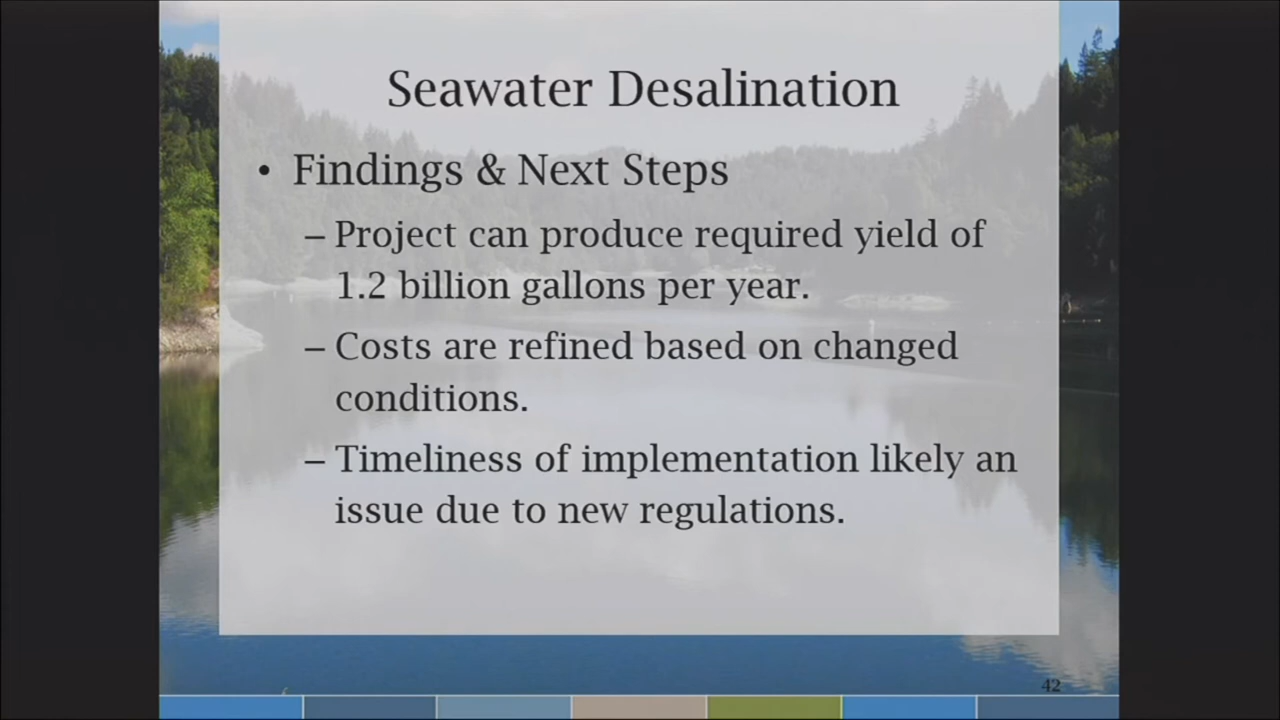 Seawater Desalination
• Findings & Next Steps
– Project can produce required yield of
1.2 billion gallons per year.
– Costs are refined based on changed
conditions.
– Timeliness of implementation likely an
issue due to new regulations.
42